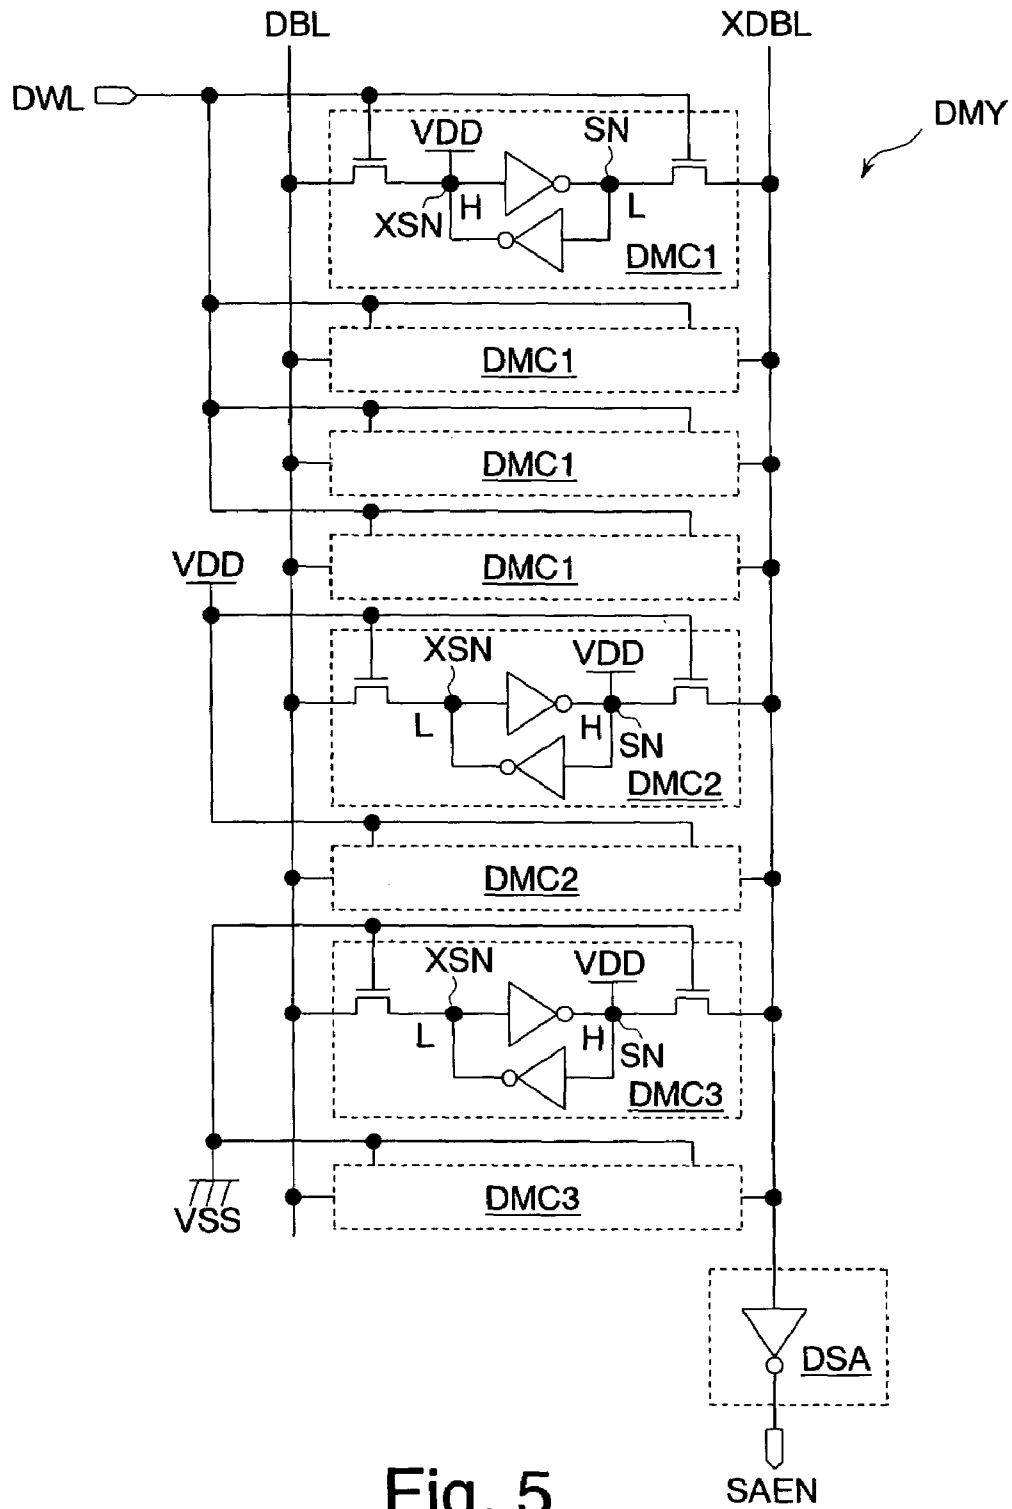 DBL
XDBL
DWL
DMY
VDD
SN
XSN
H
L
DMC1
DMC1
DMC1
DMC1
VDD
XSN
VDD
L
H
SN
DMC2
DMC2
XSN
VDD
L
H
SN
DMC3
DMC3
VSS
DSA
SAEN
Fig. 5